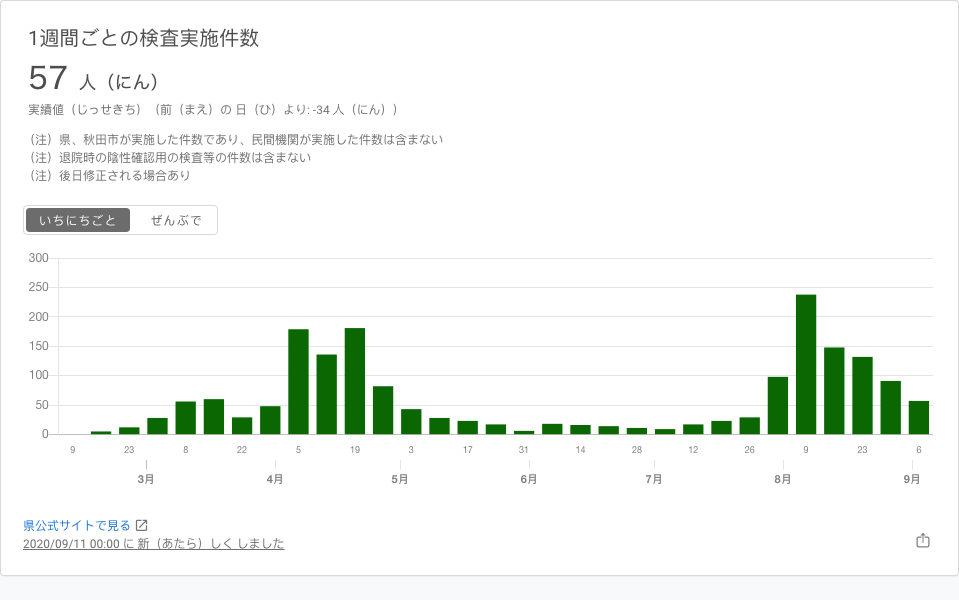 1週間ごとの検査実施件数
57 人（にん）
実績値（じっせきち）（前（まえ）の 日（ひ）より: -34 人（にん））
（注）県、秋田市が実施した件数であり、民間機関が実施した件数は含まない
（注）退院時の陰性確認用の検査等の件数は含まない
（注）後日修正される場合あり
いちにちごと ぜんぶで
300
250
200
150
100
50
0
9 23 8 22 5 19 3 17 31 14 28 12 26 9 23 6
3月 4月 5月 6月 7月 8月 9月
県公式サイトで見る
2020/09/11 00:00 に 新（あたら）しく しました